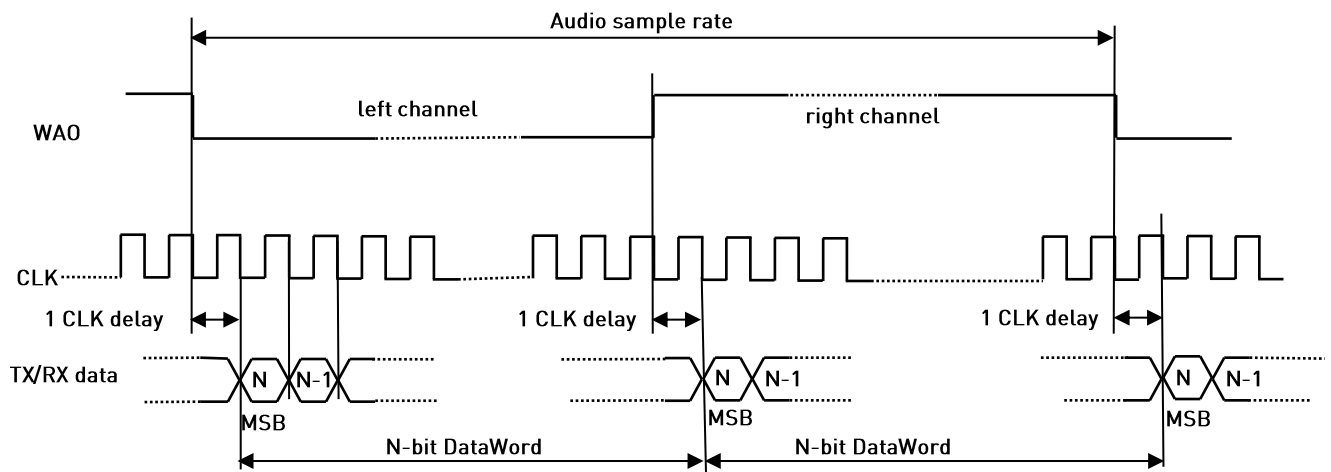 Audio sample rate
left channel
right channel
WAO
CLK
1 CLK delay 1 CLK delay 1 CLK delay
TX/RX data N N-1 N N-1 N N-1
MSB MSB MSB
N-bit DataWord N-bit DataWord